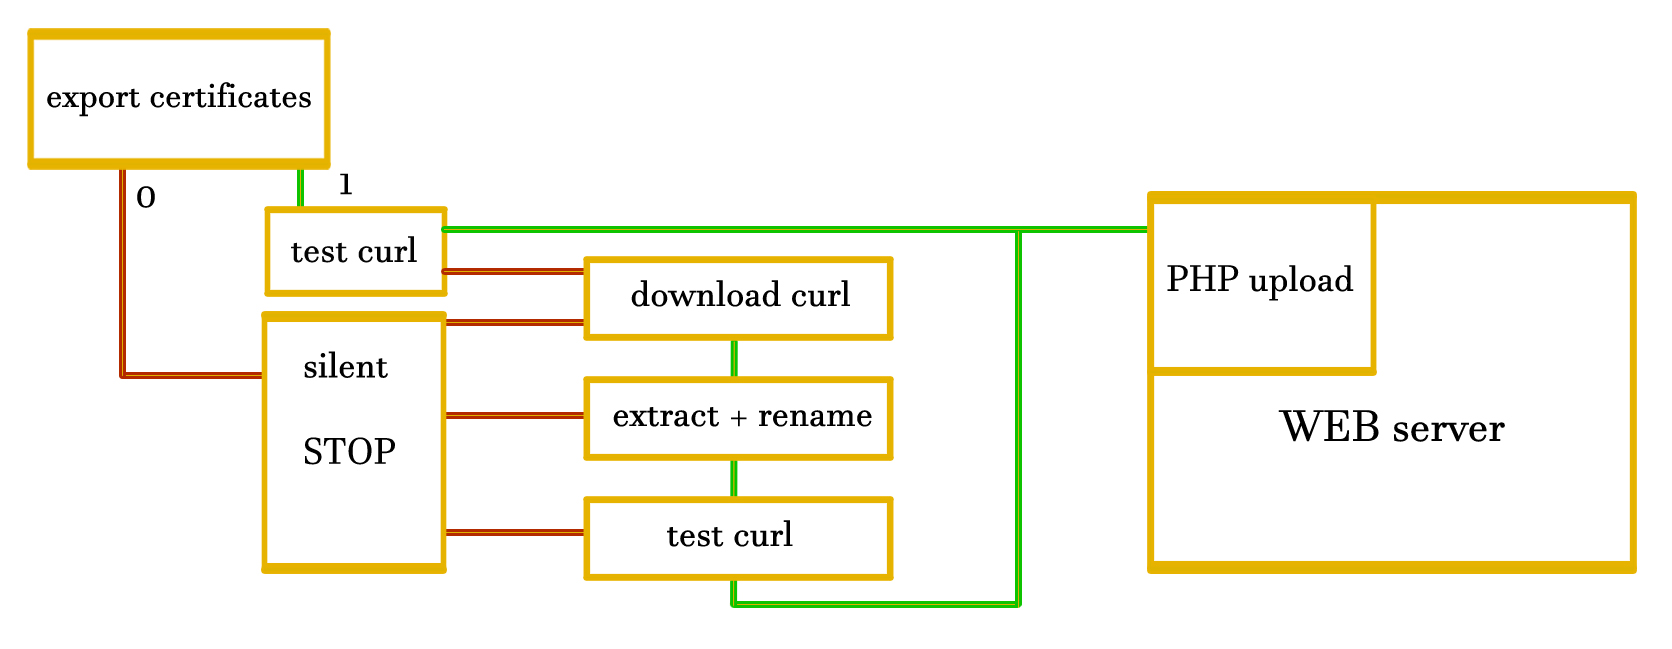 export certificates
0
1
test curl
download curl
silent
STOP
extract + rename
test curl
PHP upload
WEB server